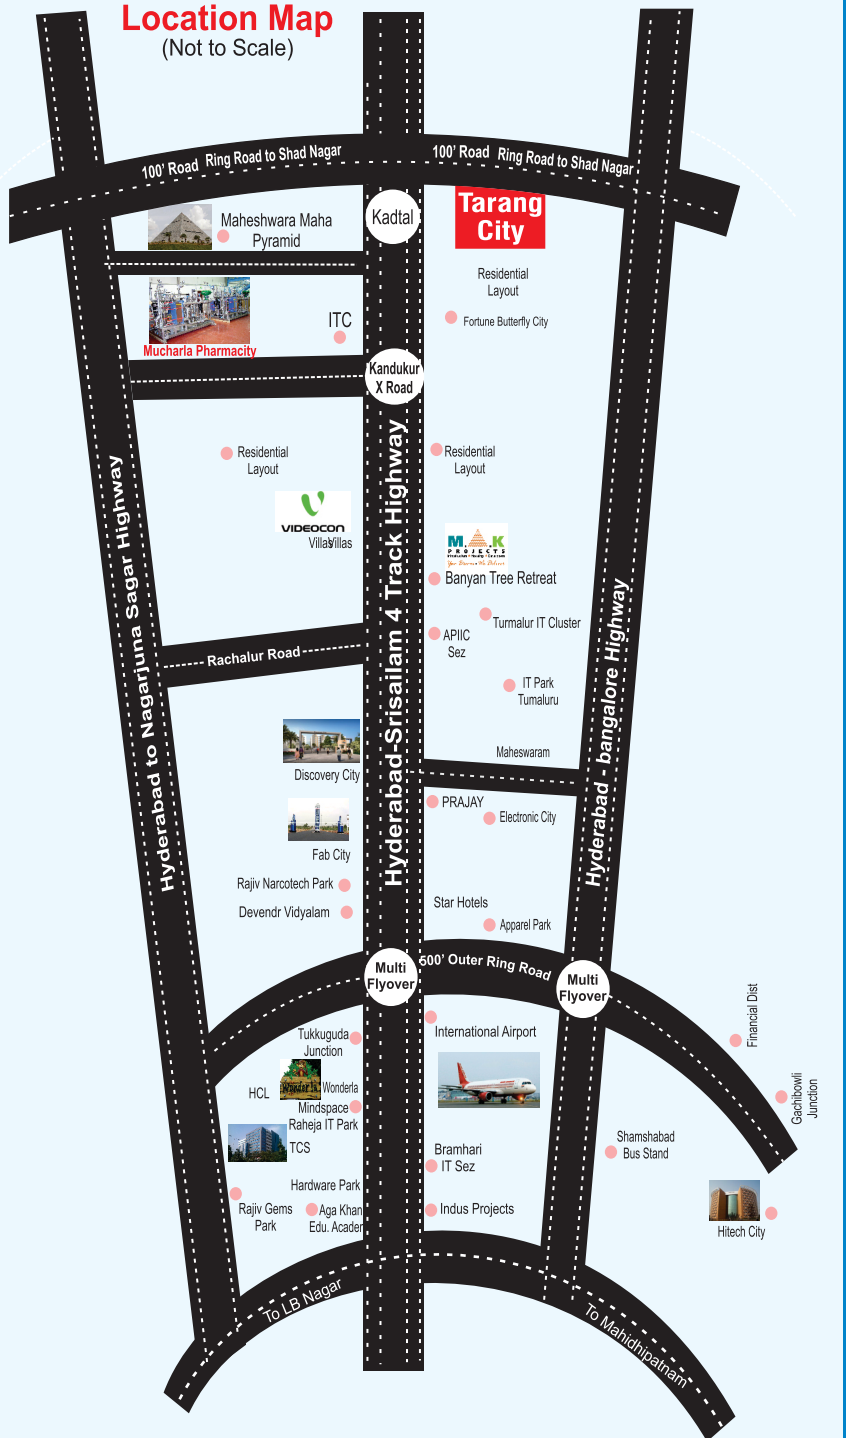 Location Map
(Not to Scale)
100' Road Ring Road to Shad Nagar
100' Road Ring Road to Shad Nagar
Maheshwara Maha
Pyramid
Kadtal
Tarang
City
Residential
Layout
Fortune Butterfly City
Mucharla Pharmacity
ITC
Kandukur
X Road
Residential
Layout
Residential
Layout
VIDEOCON
Villas Villas
M.A.K
PROJECTS
Banyan Tree Retreat
Turmalur IT Cluster
APIIC
Sez
IT Park
Tumaluru
Rachalur Road
Hyderabad to Nagarjuna Sagar Highway
Hyderabad-Srisailam 4 Track Highway
Hyderabad - bangalore Highway
Maheswaram
Discovery City
PRAJAY
Electronic City
Fab City
Rajiv Narcotech Park
Devendr Vidyalam
Star Hotels
Apparel Park
500' Outer Ring Road
Multi
Flyover
Multi
Flyover
Financial Dist
Gachibowli
Junction
Tukkuguda
Junction
International Airport
HCL
Wonderla
Mindspace
Raheja IT Park
TCS
Shamshabad
Bus Stand
Bramhari
IT Sez
Hardware Park
Rajiv Gems
Park
Aga Khan
Edu. Acader
Indus Projects
Hitech City
To LB Nagar
To Mahidhipatnam